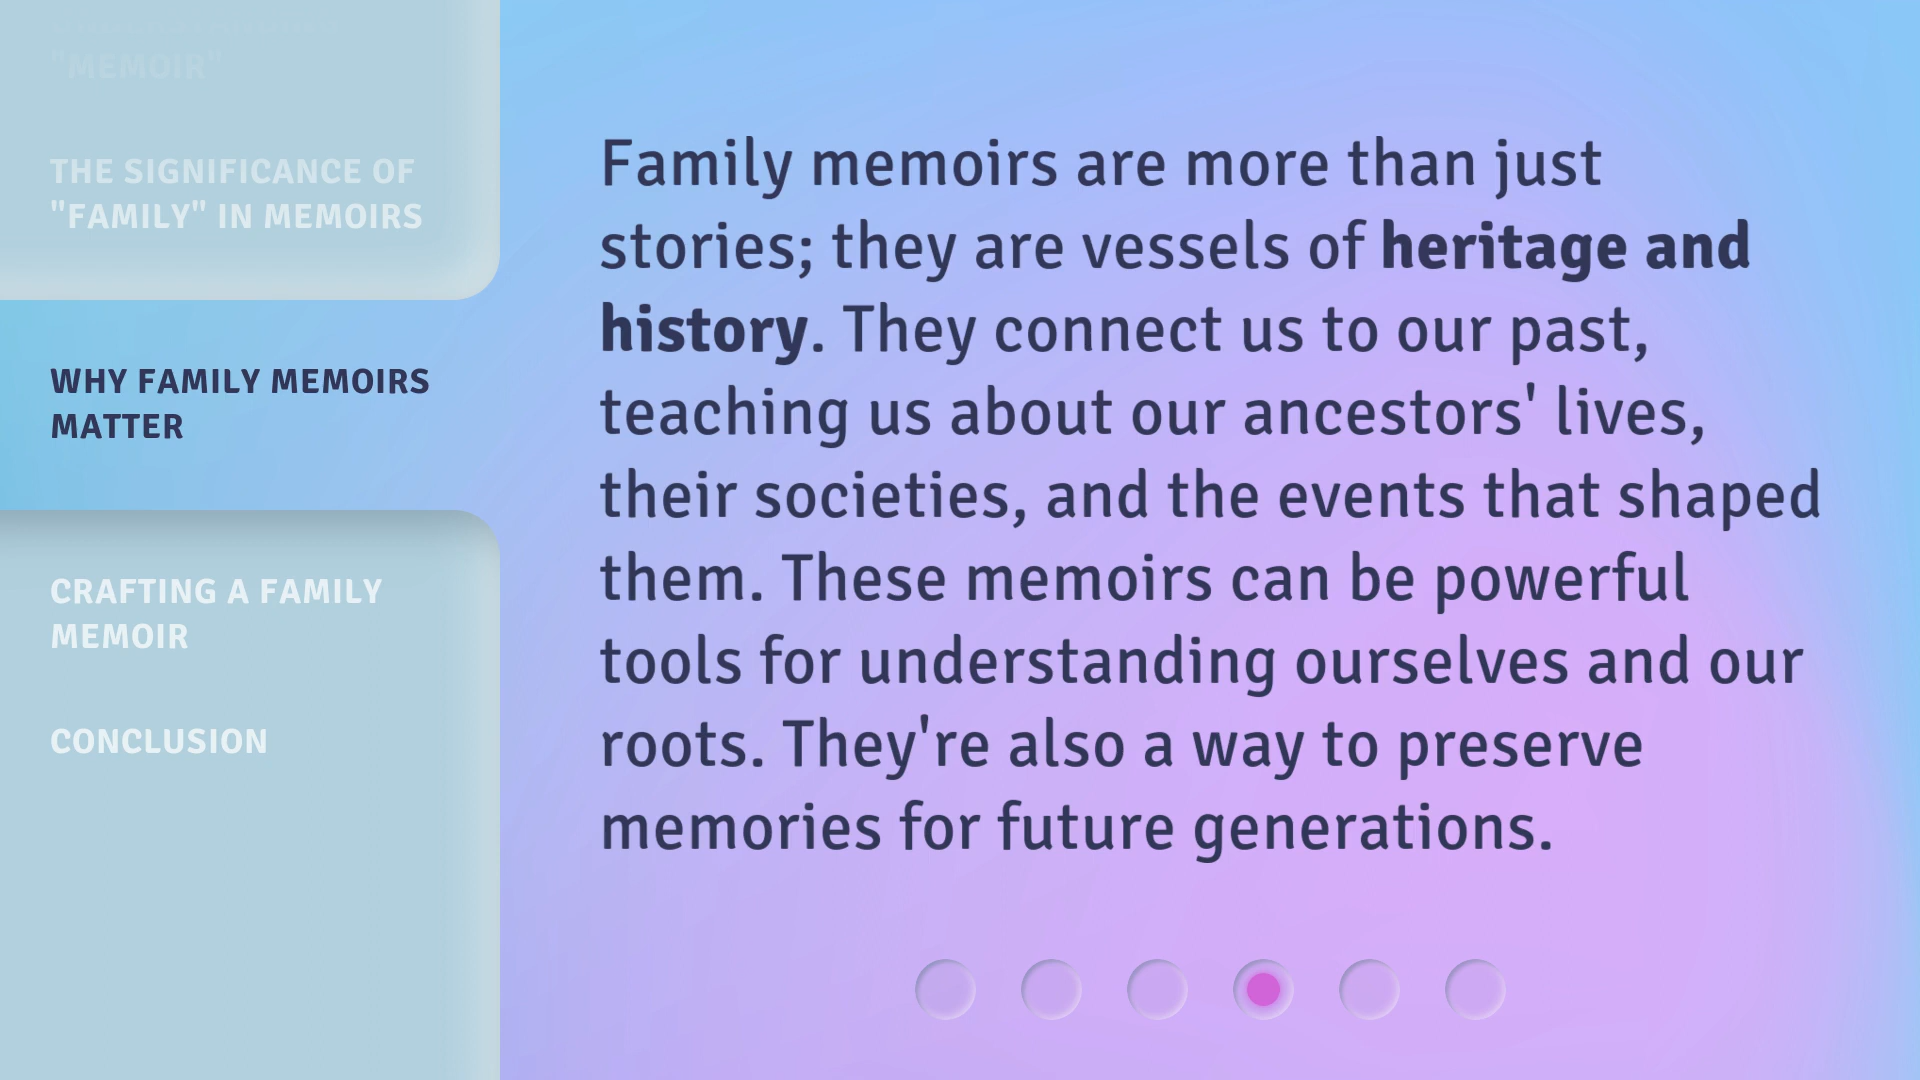 "MEMOIR"
THE SIGNIFICANCE OF
"FAMILY" IN MEMOIRS
WHY FAMILY MEMOIRS
MATTER
CRAFTING A FAMILY
MEMOIR
CONCLUSION
Family memoirs are more than just
stories; they are vessels of heritage and
history. They connect us to our past,
teaching us about our ancestors' lives,
their societies, and the events that shaped
them. These memoirs can be powerful
tools for understanding ourselves and our
roots. They're also a way to preserve
memories for future generations.